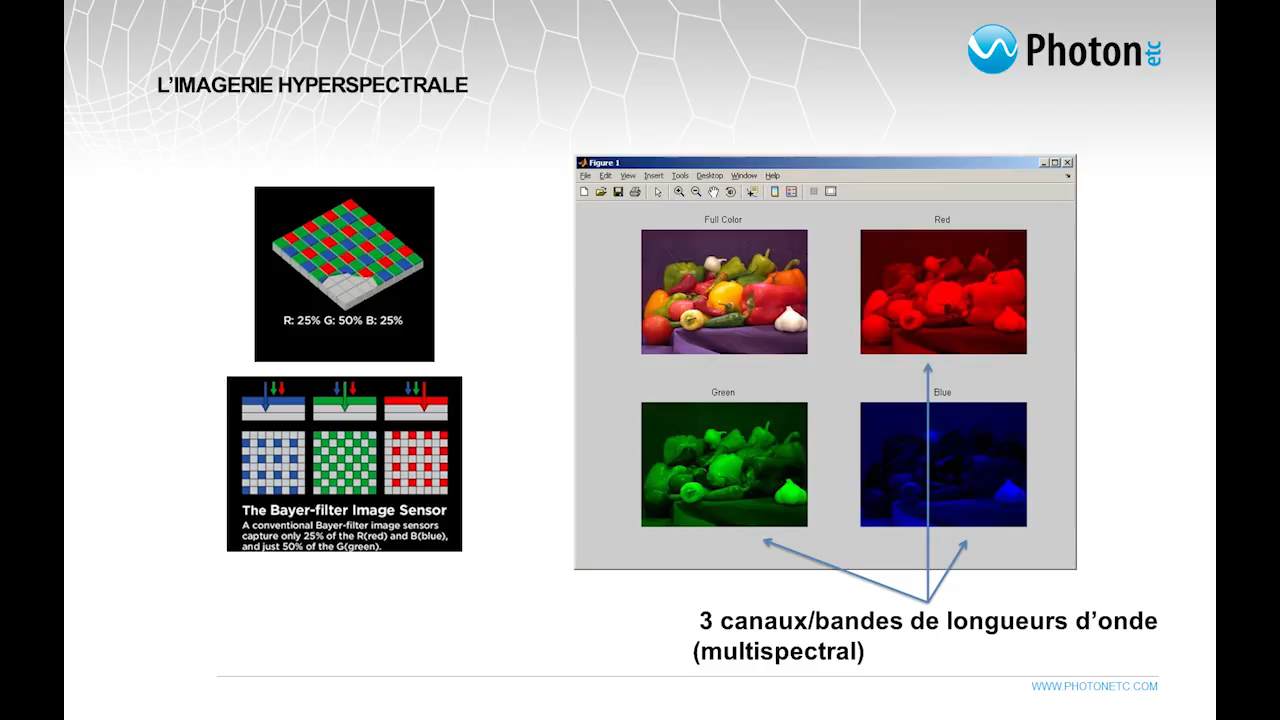 Photon etc
L'IMAGERIE HYPERSPECTRALE
R: 25% G: 50% B: 25%
The Bayer-filter Image Sensor
A conventional Bayer-filter image sensors
capture only 25% of the R(red) and B(blue),
and just 50% of the G(green).
Figure 1
File Edit View Insert Tools Desktop Window Help
Full Color
Red
Green
Blue
3 canaux/bandes de longueurs d'onde
(multispectral)
WWW.PHOTONETC.COM